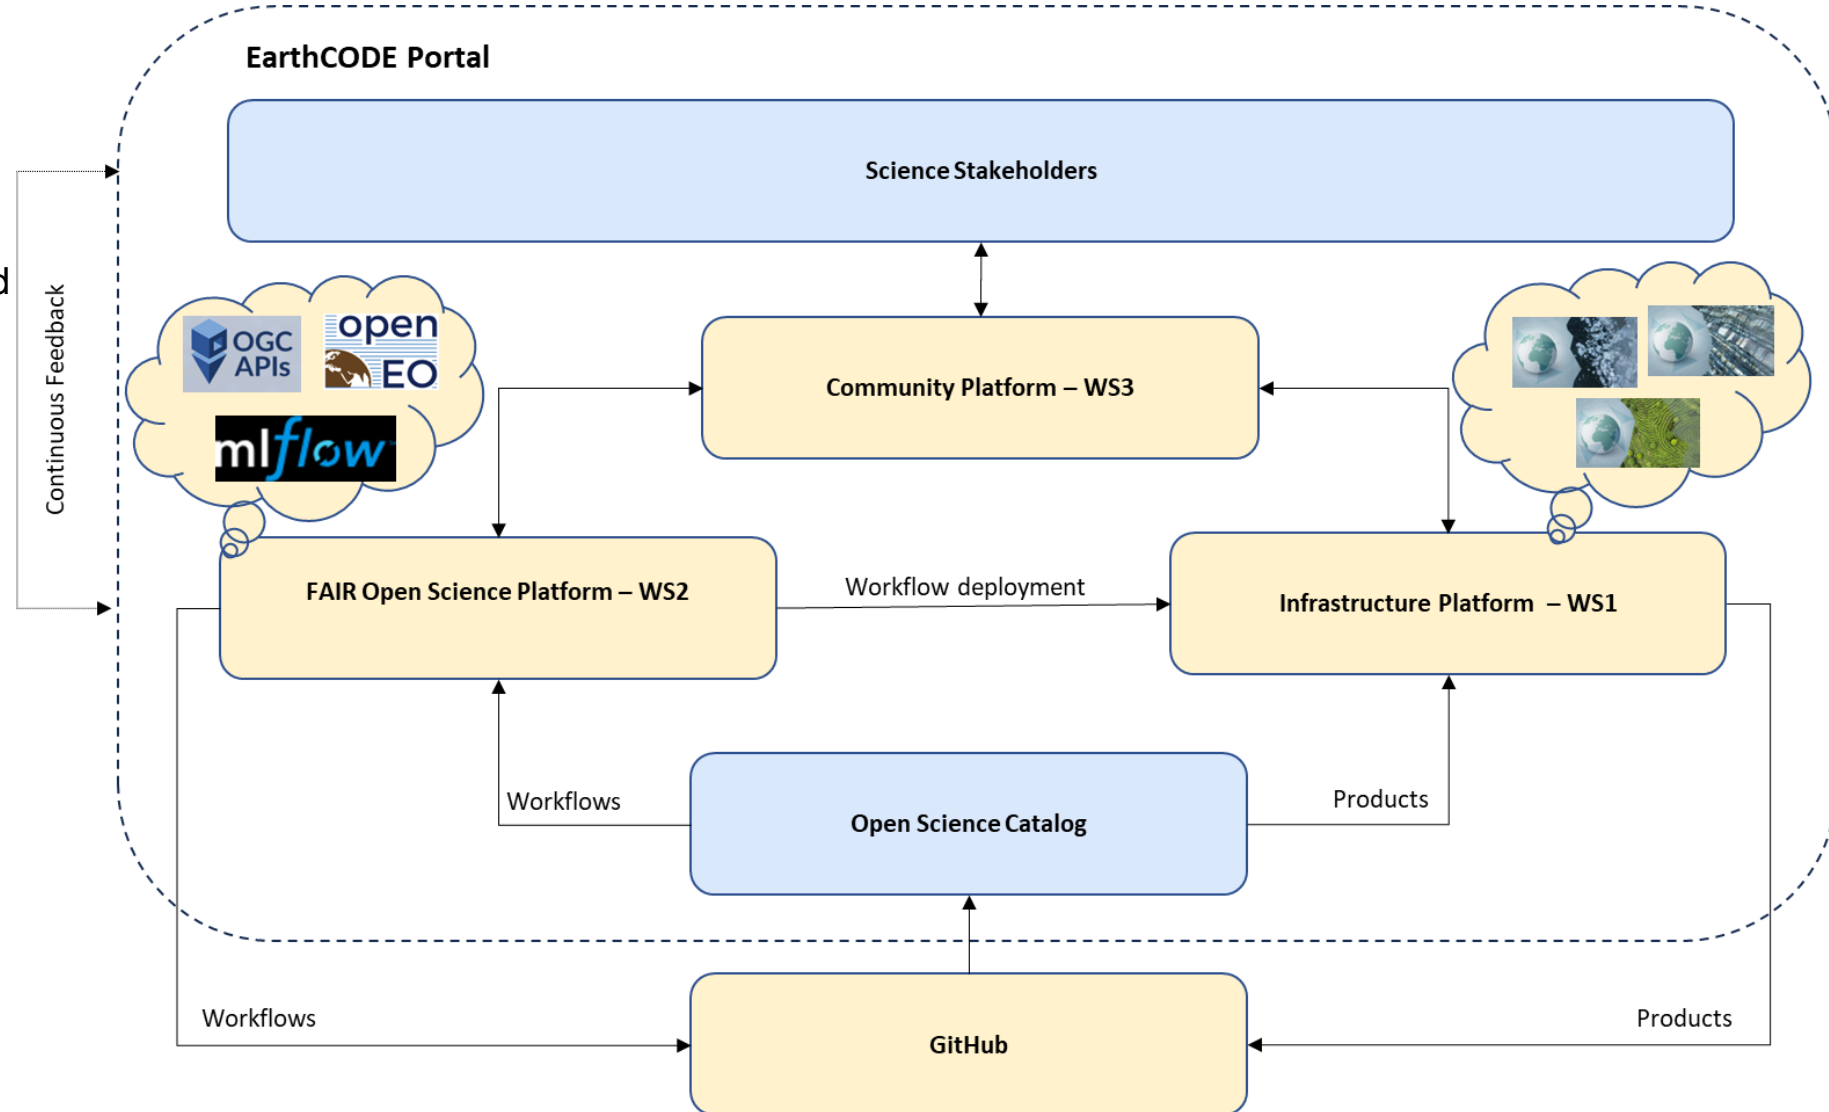 EarthCODE Portal
Science Stakeholders
d
Continuous Feedback
OGC
APIs
open
EO
mlflow
Community Platform – WS3
FAIR Open Science Platform – WS2
Workflow deployment
Infrastructure Platform – WS1
Workflows
Open Science Catalog
Products
Workflows
GitHub
Products